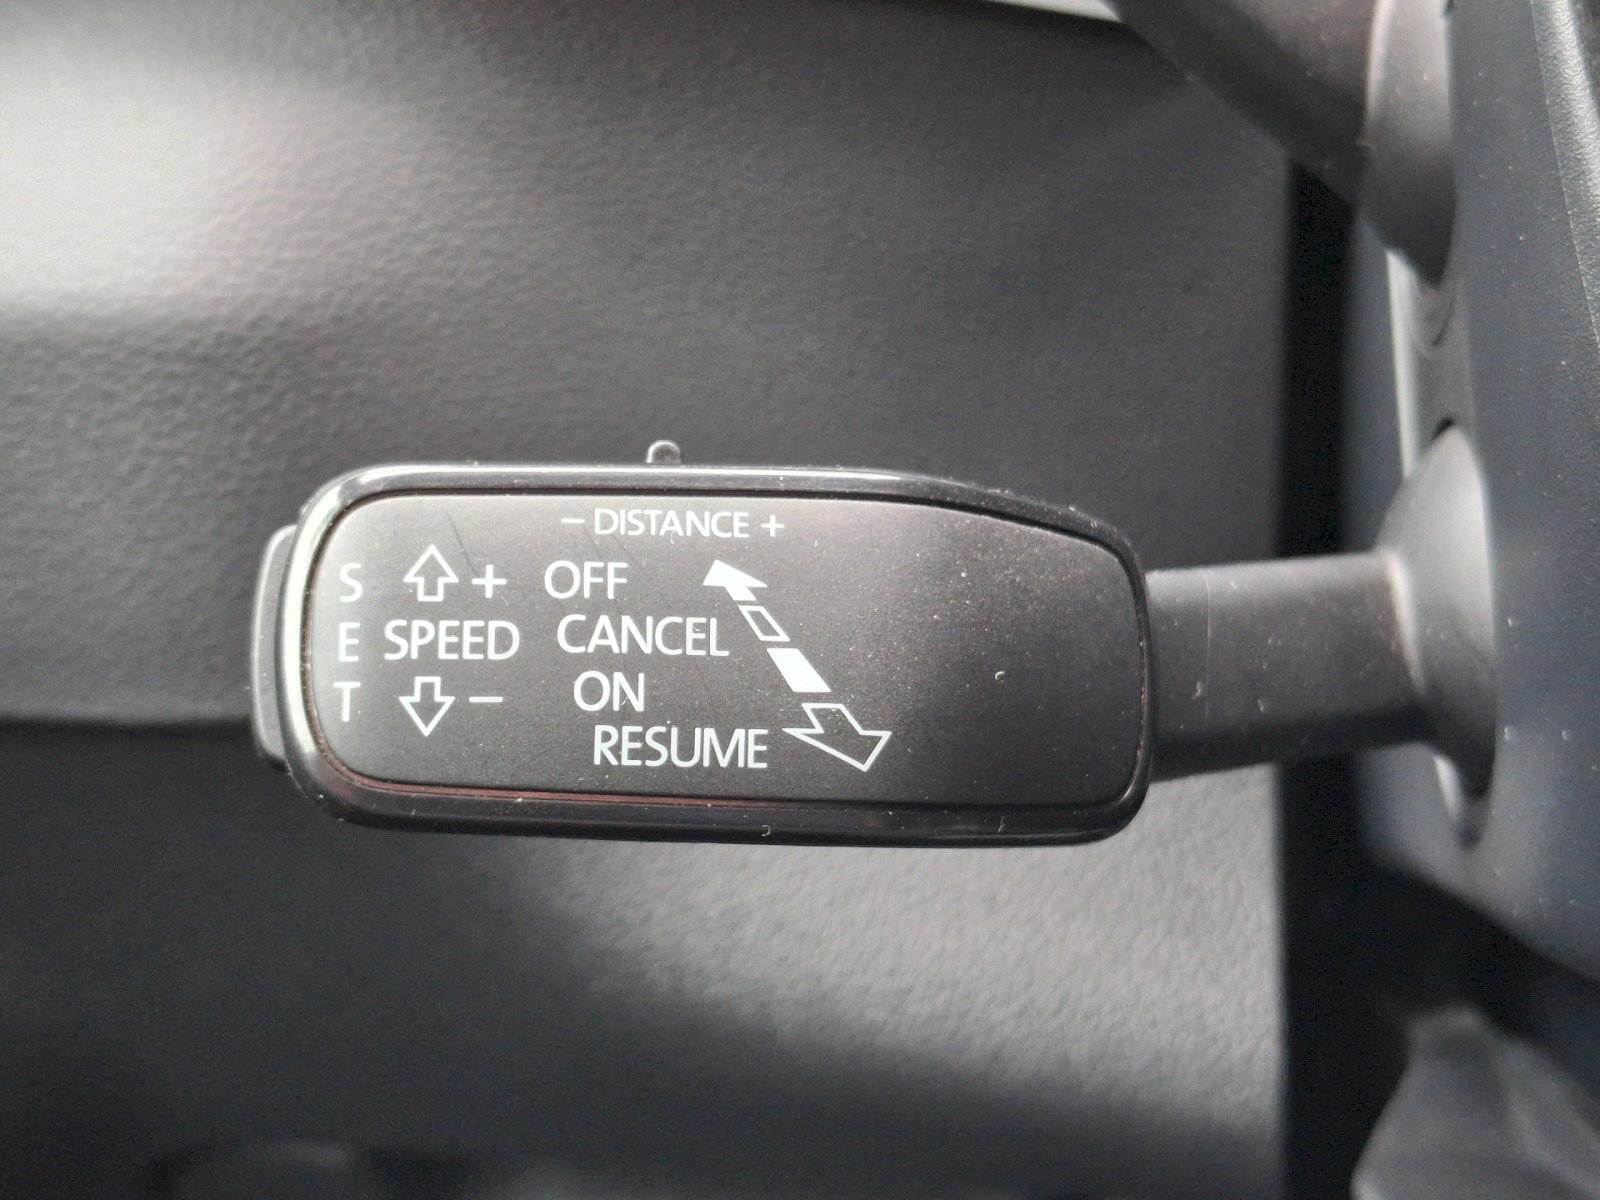 – DISTANCE +
S + OFF
E SPEED CANCEL
T – ON
RESUME